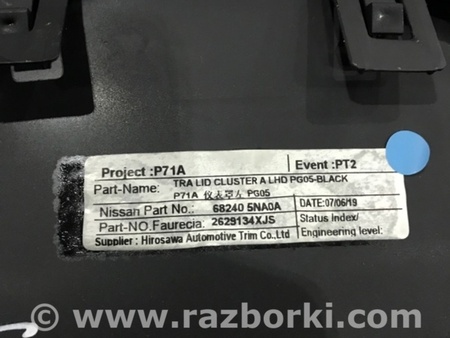 Project :P71A Event :PT2
Part-Name: TRA LID CLUSTER A LHD PG05-BLACK
P71A 仪表罩左 PG05
Nissan Part No.: 68240 5NA0A DATE:07/06/19
Part-NO.Faurecia: 2629134XJS Status Index/
Supplier : Hirosawa Automotive Trim Co.Ltd Engineering level:
© www.razborki.com